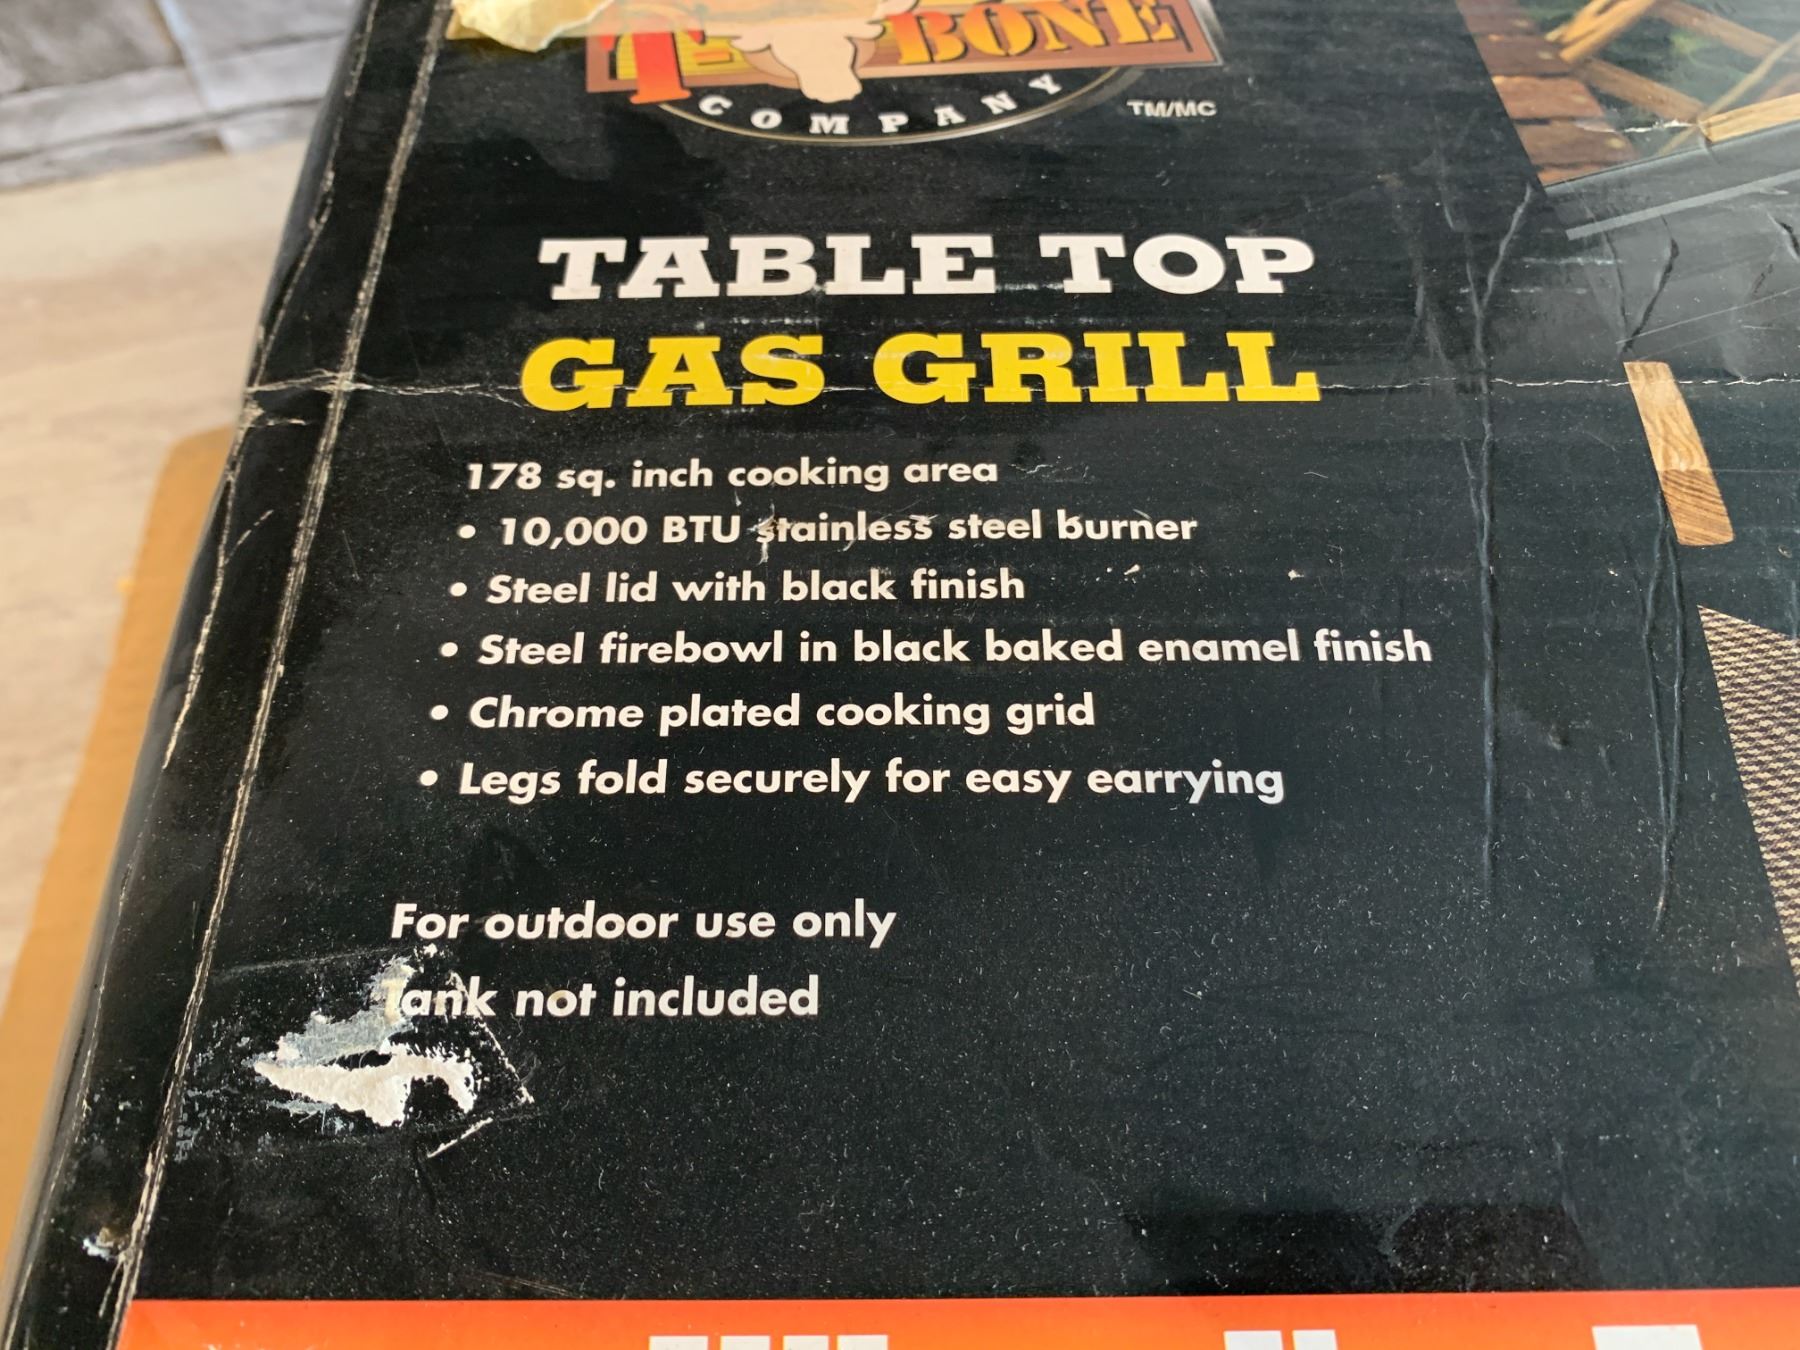 T BONE
COMPANY
TM/MC
TABLE TOP
GAS GRILL
178 sq. inch cooking area
• 10,000 BTU stainless steel burner
• Steel lid with black finish
• Steel firebowl in black baked enamel finish
• Chrome plated cooking grid
• Legs fold securely for easy earrying
For outdoor use only
Tank not included